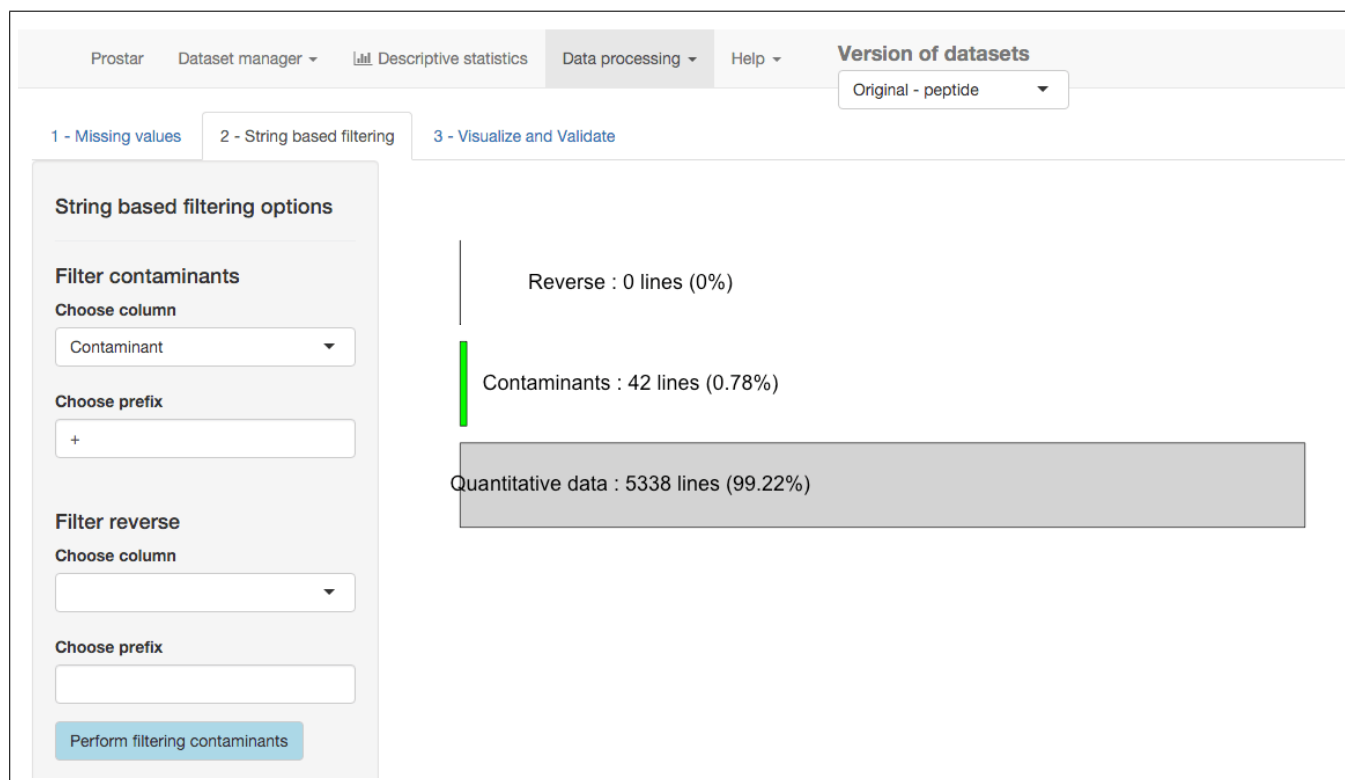 Prostar Dataset manager Descriptive statistics Data processing Help Version of datasets
Original - peptide
1 - Missing values 2 - String based filtering 3 - Visualize and Validate
String based filtering options
Filter contaminants
Choose column
Contaminant
Choose prefix
+
Filter reverse
Choose column
Choose prefix
Perform filtering contaminants
Reverse : 0 lines (0%)
Contaminants : 42 lines (0.78%)
Quantitative data : 5338 lines (99.22%)